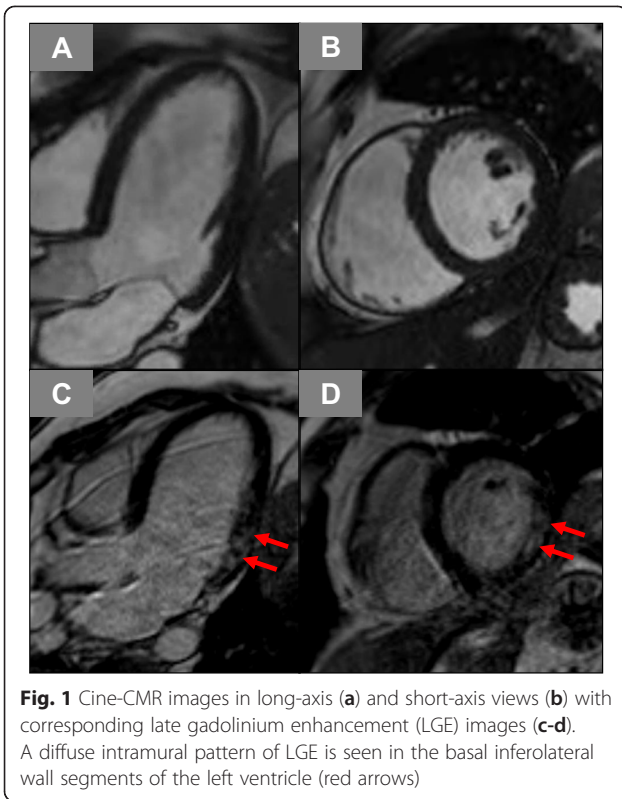 A
B
C
D
Fig. 1 Cine-CMR images in long-axis (a) and short-axis views (b) with
corresponding late gadolinium enhancement (LGE) images (c-d).
A diffuse intramural pattern of LGE is seen in the basal inferolateral
wall segments of the left ventricle (red arrows)